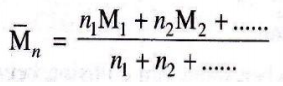 M̄ₙ = (n₁M₁ + n₂M₂ + ......) / (n₁ + n₂ + ......)